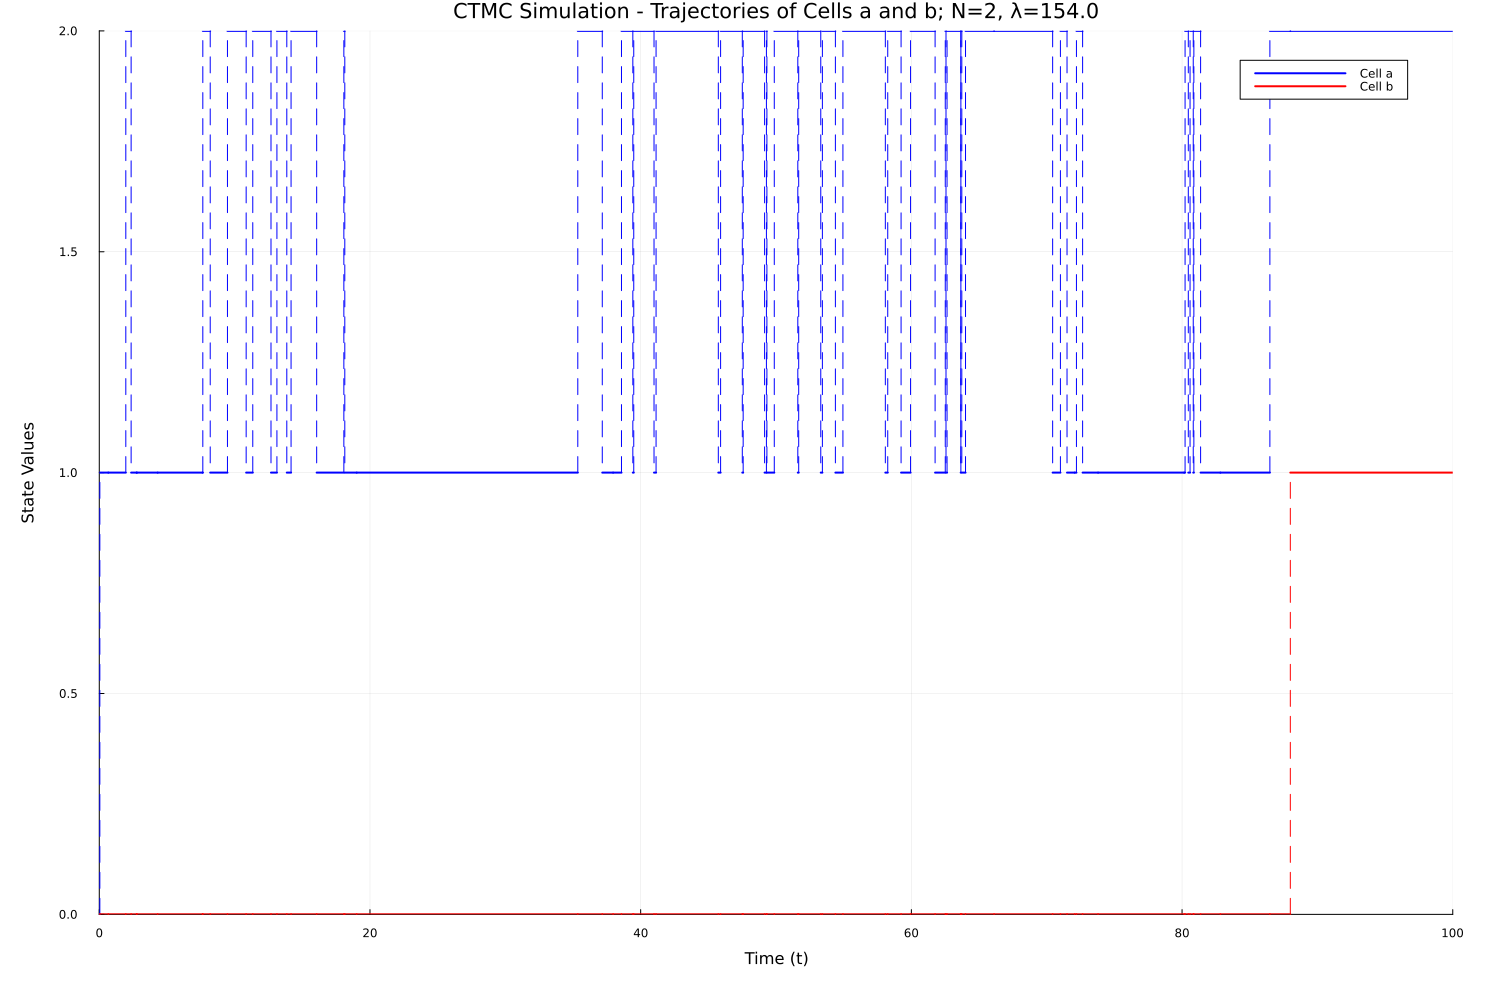 CTMC Simulation - Trajectories of Cells a and b; N=2, λ=154.0
2.0
Cell a
Cell b
1.5
1.0
State Values
0.5
0.0
0 20 40 60 80 100
Time (t)